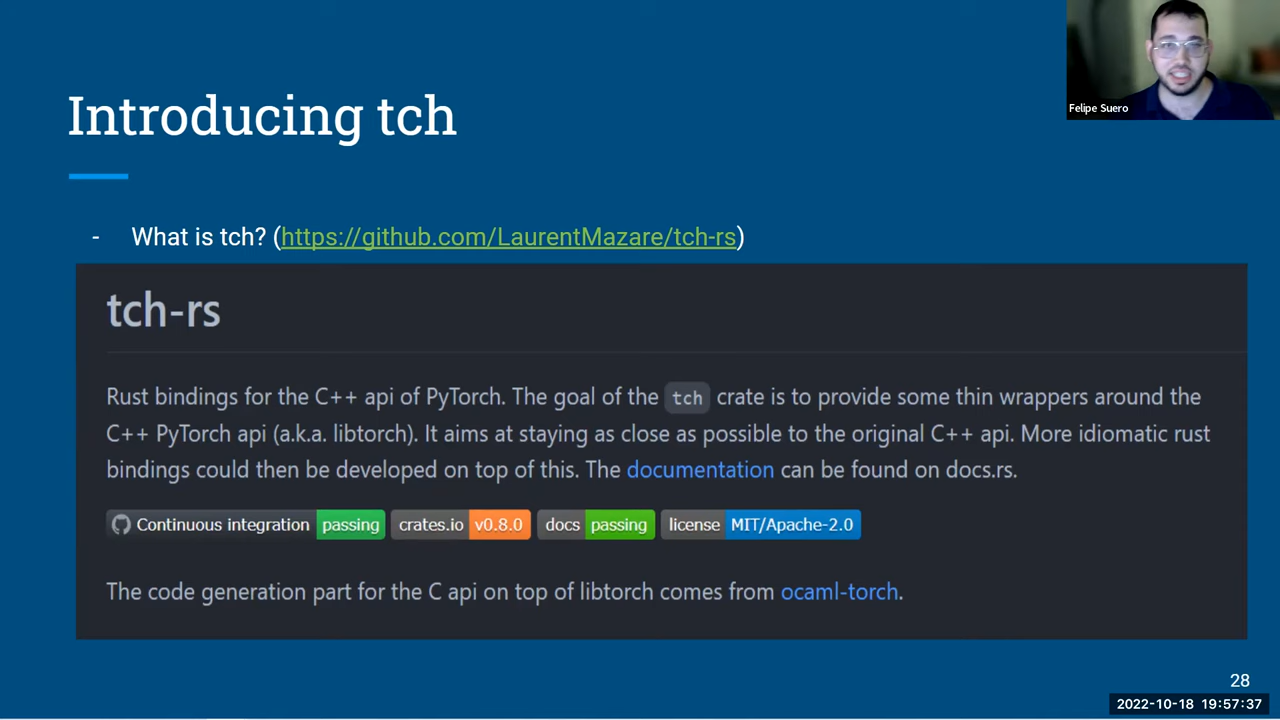 Felipe Suero
Introducing tch
- What is tch? (https://github.com/LaurentMazare/tch-rs)
tch-rs
Rust bindings for the C++ api of PyTorch. The goal of the tch crate is to provide some thin wrappers around the
C++ PyTorch api (a.k.a. libtorch). It aims at staying as close as possible to the original C++ api. More idiomatic rust
bindings could then be developed on top of this. The documentation can be found on docs.rs.
Continuous integration passing crates.io v0.8.0 docs passing license MIT/Apache-2.0
The code generation part for the C api on top of libtorch comes from ocaml-torch.
28
2022-10-18 19:57:37